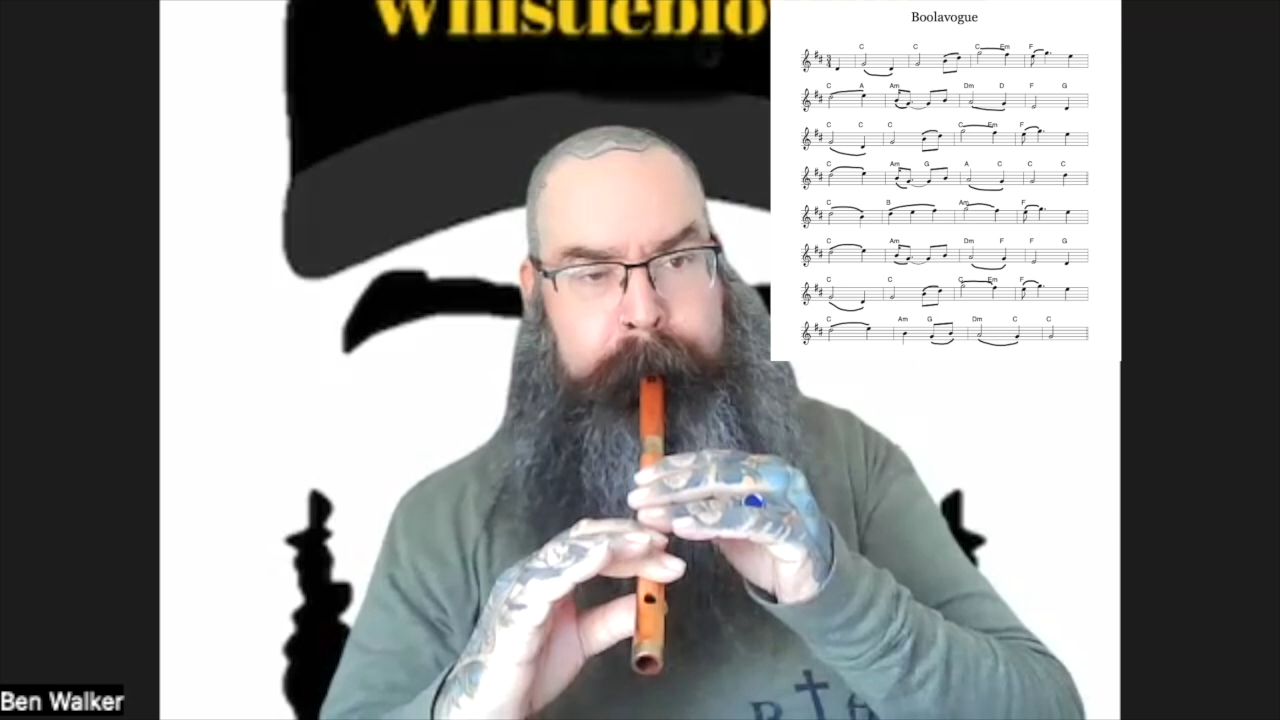 Whistleblo
Boolavogue
C C C Em F
C A Am Dm D F G
C C C C Em F
C Am G A C C C
C B Am F
C Am Dm F F G
C C C Em F
C Am G Dm C C
Ben Walker